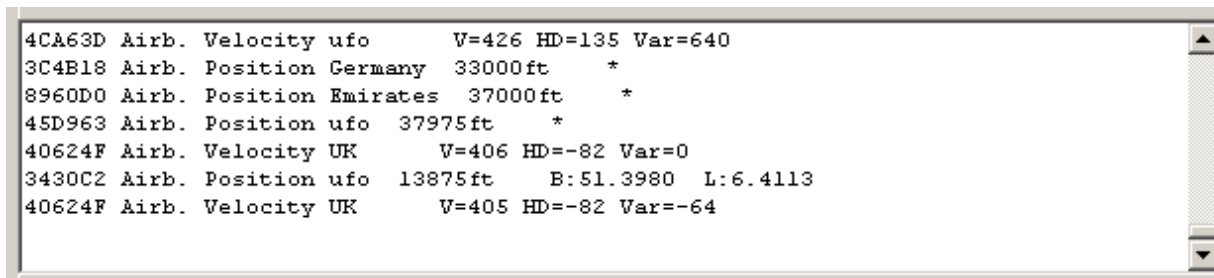 4CA63D Airb. Velocity ufo V=426 HD=135 Var=640
3C4B18 Airb. Position Germany 33000ft *
8960D0 Airb. Position Emirates 37000ft *
45D963 Airb. Position ufo 37975ft *
40624F Airb. Velocity UK V=406 HD=-82 Var=0
3430C2 Airb. Position ufo 13875ft B:51.3980 L:6.4113
40624F Airb. Velocity UK V=405 HD=-82 Var=-64